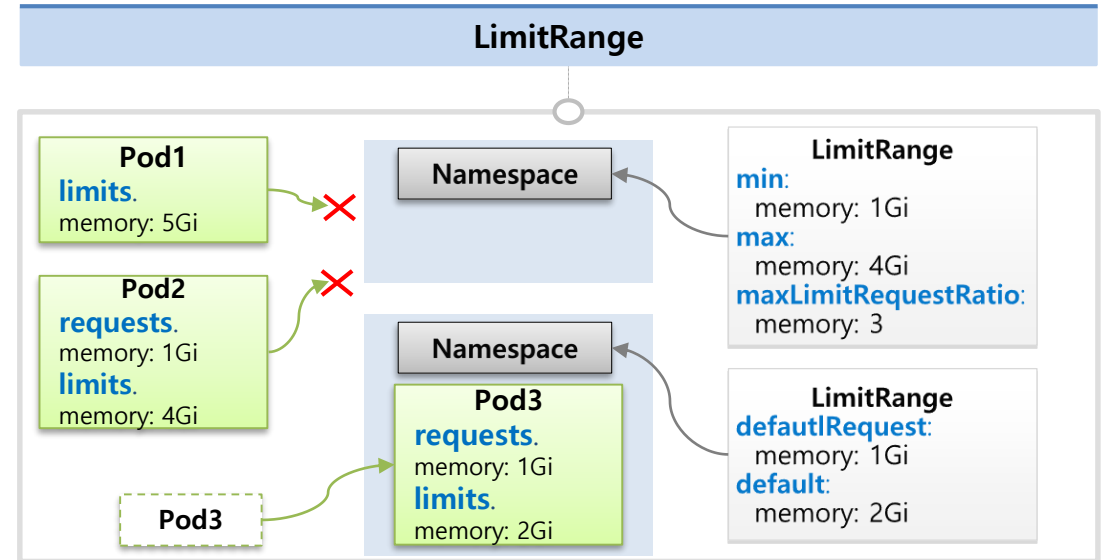 LimitRange
Pod1
limits.
memory: 5Gi
Pod2
requests.
memory: 1Gi
limits.
memory: 4Gi
Pod3
Namespace
Namespace
Pod3
requests.
memory: 1Gi
limits.
memory: 2Gi
LimitRange
min:
memory: 1Gi
max:
memory: 4Gi
maxLimitRequestRatio:
memory: 3
LimitRange
defautlRequest:
memory: 1Gi
default:
memory: 2Gi